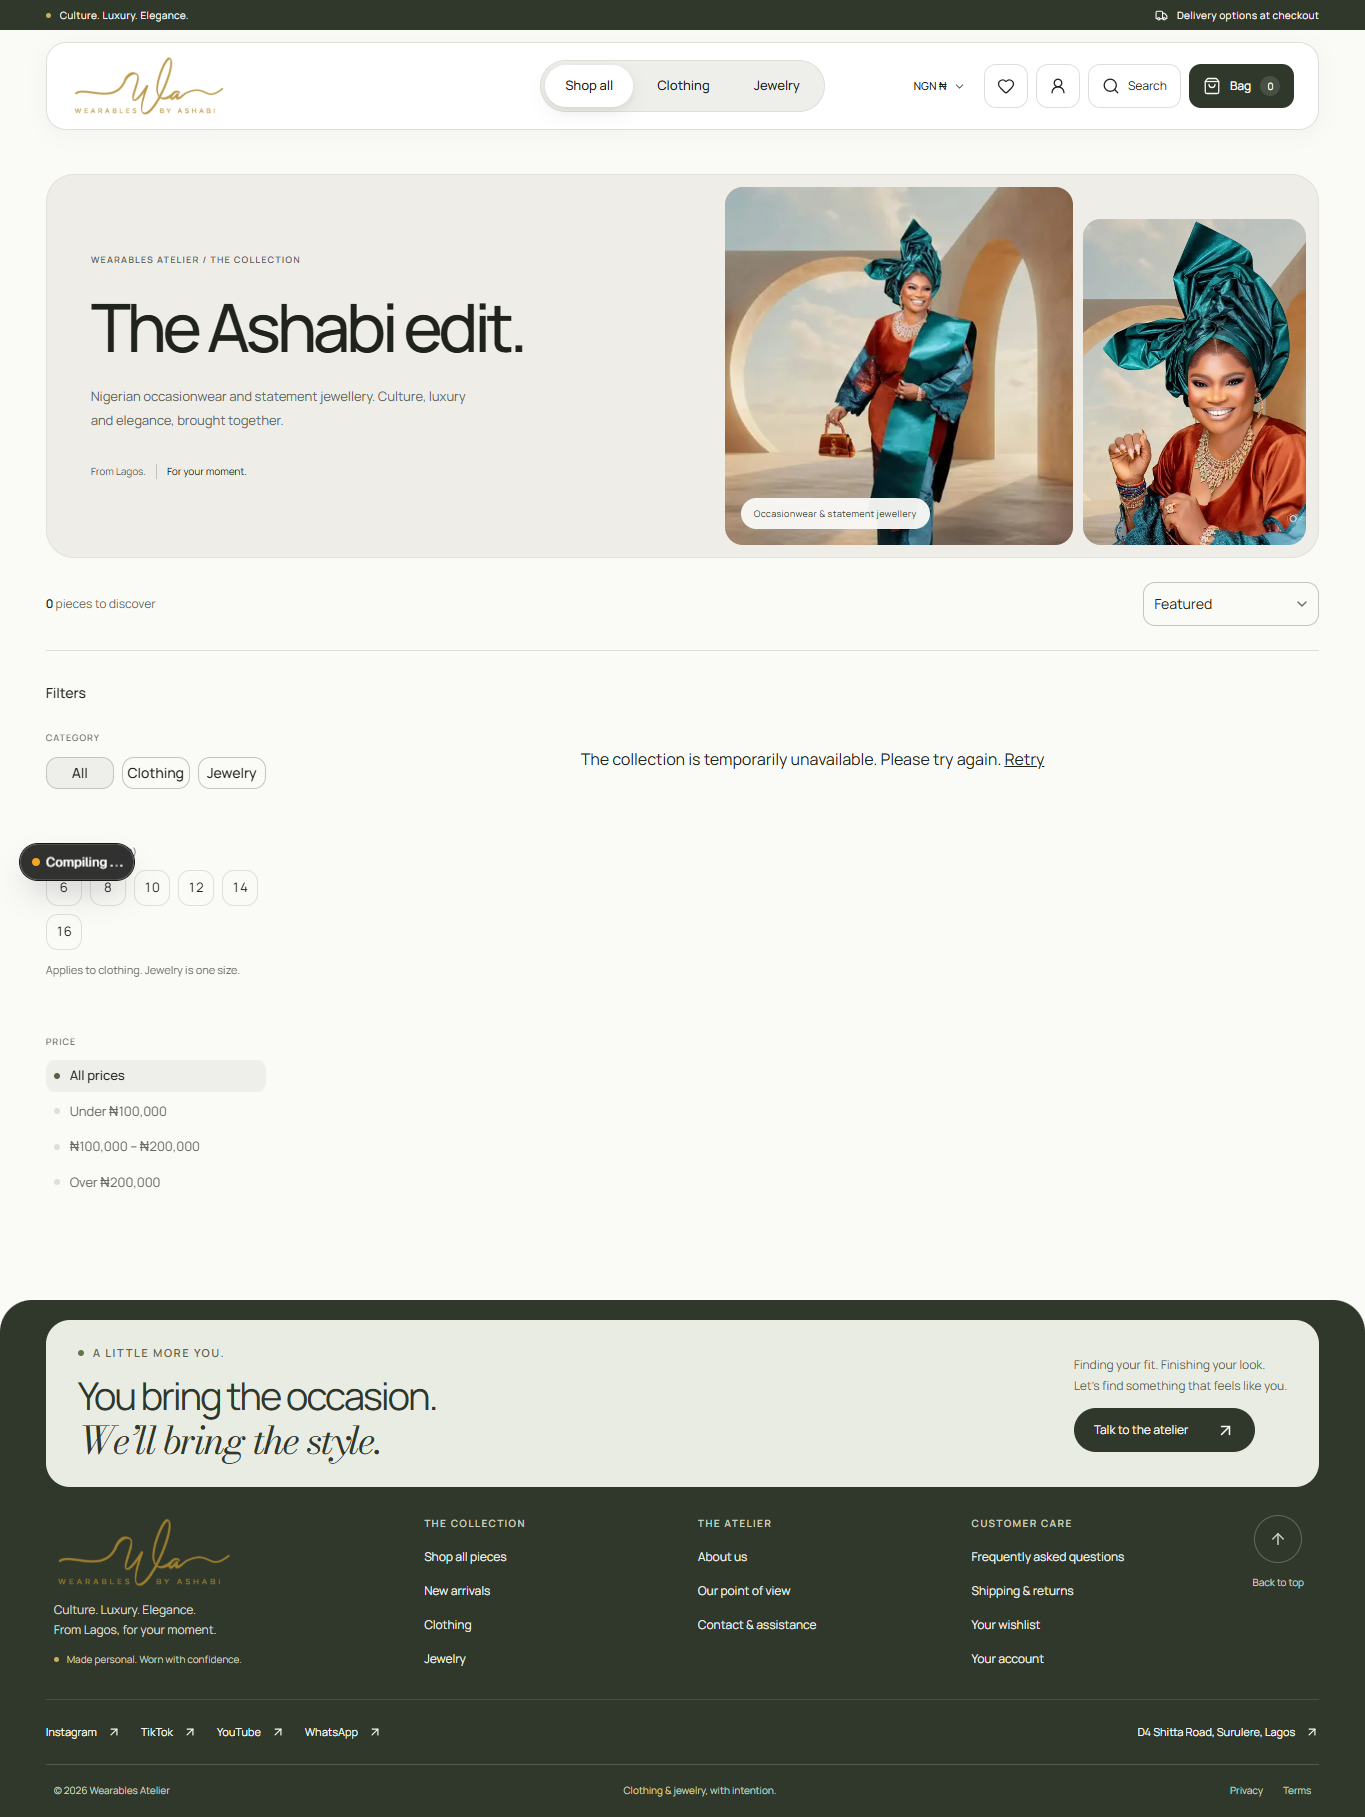 Culture. Luxury. Elegance.
Delivery options at checkout
Wa
WEARABLES BY ASHABI
Shop all
Clothing
Jewelry
NGN ₦
Search
Bag
0
WEARABLES ATELIER / THE COLLECTION
The Ashabi edit.
Nigerian occasionwear and statement jewellery. Culture, luxury
and elegance, brought together.
From Lagos.
For your moment.
Occasionwear & statement jewellery
0 pieces to discover
Featured
Filters
CATEGORY
All
Clothing
Jewelry
The collection is temporarily unavailable. Please try again. Retry
Compiling ...
6
8
10
12
14
16
Applies to clothing. Jewelry is one size.
PRICE
All prices
Under ₦100,000
₦100,000 – ₦200,000
Over ₦200,000
A LITTLE MORE YOU.
You bring the occasion.
We’ll bring the style.
Finding your fit. Finishing your look.
Let’s find something that feels like you.
Talk to the atelier
Wa
WEARABLES BY ASHABI
Culture. Luxury. Elegance.
From Lagos, for your moment.
Made personal. Worn with confidence.
THE COLLECTION
Shop all pieces
New arrivals
Clothing
Jewelry
THE ATELIER
About us
Our point of view
Contact & assistance
CUSTOMER CARE
Frequently asked questions
Shipping & returns
Your wishlist
Your account
Back to top
Instagram
TikTok
YouTube
WhatsApp
D4 Shitta Road, Surulere, Lagos
© 2026 Wearables Atelier
Clothing & jewelry, with intention.
Privacy
Terms